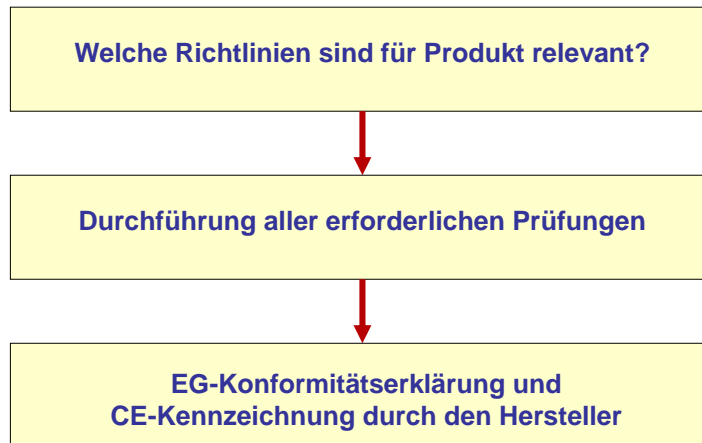 Welche Richtlinien sind für Produkt relevant?
Durchführung aller erforderlichen Prüfungen
EG-Konformitätserklärung und
CE-Kennzeichnung durch den Hersteller